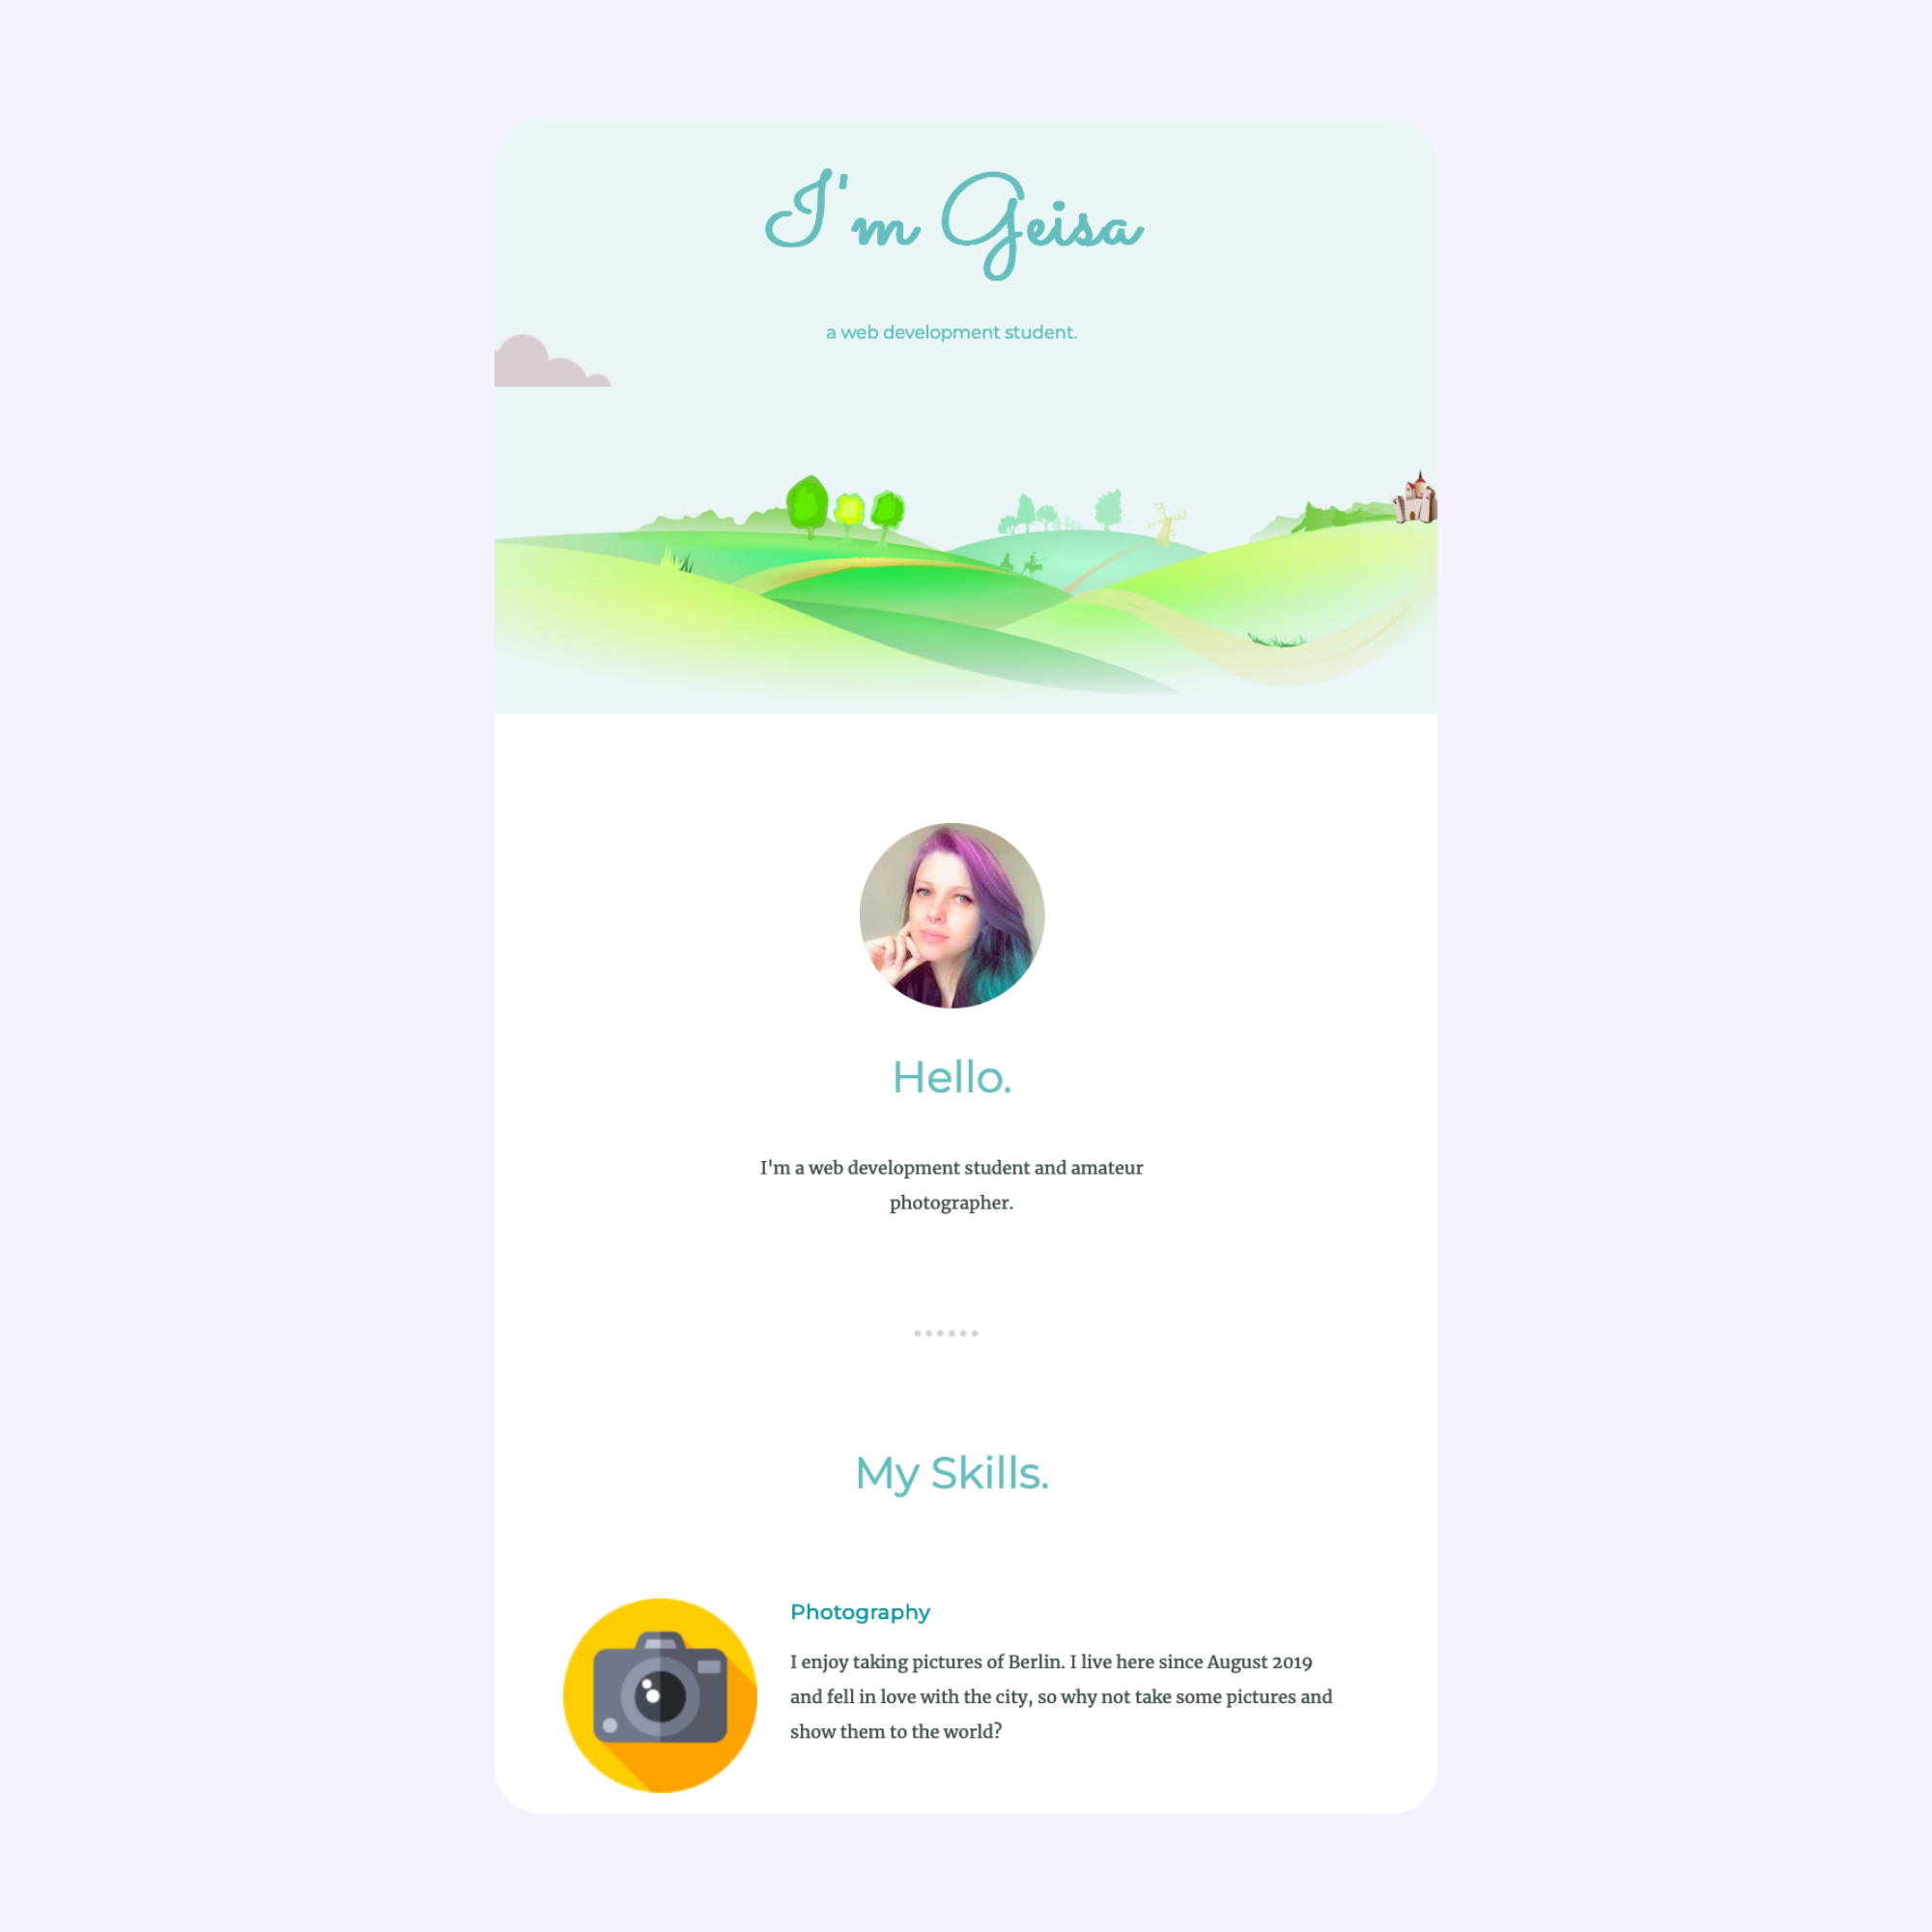 I'm Geisa
a web development student.
Hello.
I'm a web development student and amateur
photographer.
My Skills.
Photography
I enjoy taking pictures of Berlin. I live here since August 2019
and fell in love with the city, so why not take some pictures and
show them to the world?